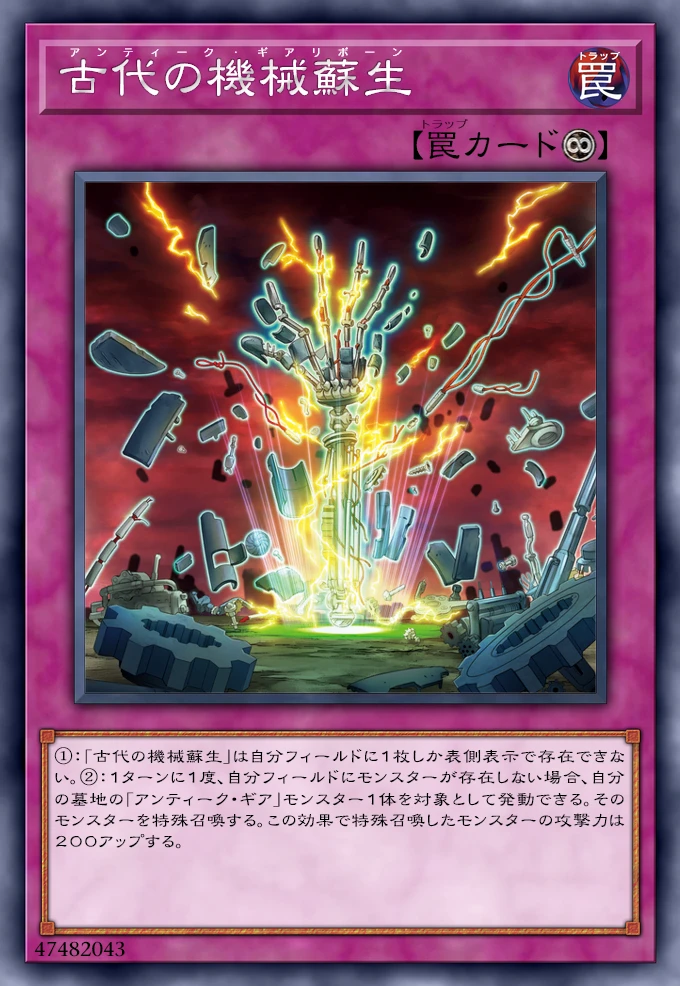 アンティーク・ギアリボーン
古代の機械蘇生
トラップ
罠
トラップ
【罠カード】
①:「古代の機械蘇生」は自分フィールドに1枚しか表側表示で存在できな
い。②:1ターンに1度、自分フィールドにモンスターが存在しない場合、自分
の墓地の「アンティーク・ギア」モンスター1体を対象として発動できる。その
モンスターを特殊召喚する。この効果で特殊召喚したモンスターの攻撃力は
200アップする。
47482043